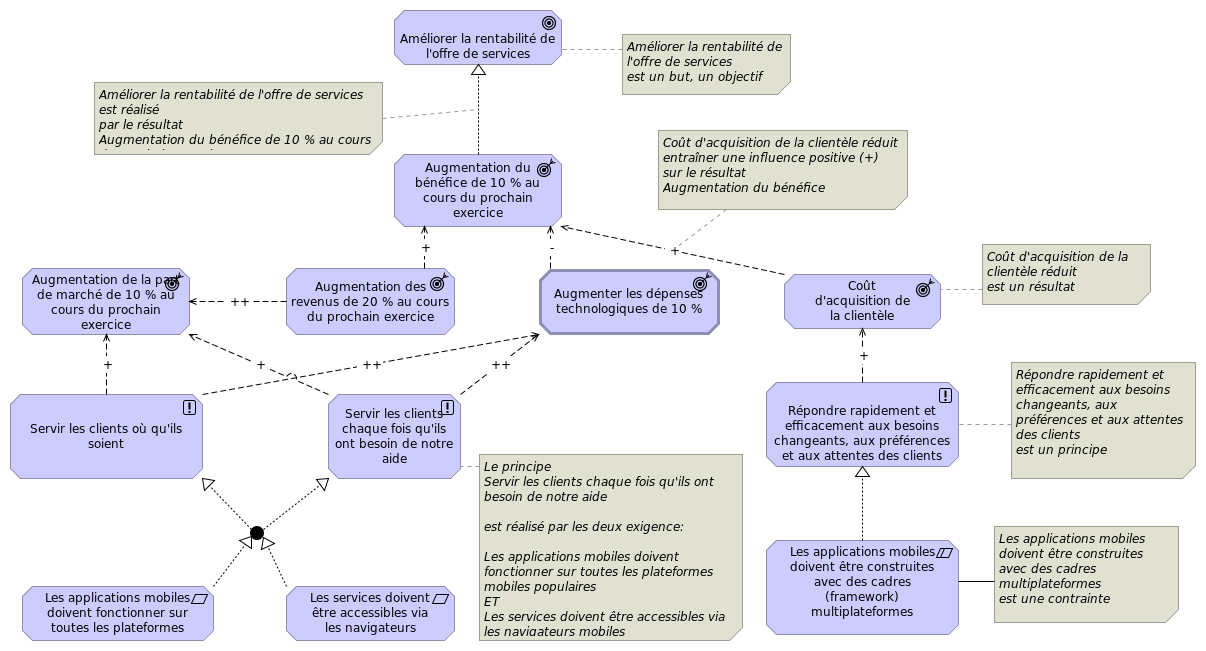 Améliorer la rentabilité de
l'offre de services
Améliorer la rentabilité de
l'offre de services
est un but, un objectif
Améliorer la rentabilité de l'offre de services
est réalisé
par le résultat
Augmentation du bénéfice de 10 % au cours
Augmentation du
bénéfice de 10 % au
cours du prochain
exercice
Coût d'acquisition de la clientèle réduit
entraîner une influence positive (+)
sur le résultat
Augmentation du bénéfice
+
-
+
Augmentation de la part
de marché de 10 % au
cours du prochain
exercice
++
Augmentation des
revenus de 20 % au cours
du prochain exercice
Augmenter les dépenses
technologiques de 10 %
Coût
d'acquisition de
la clientèle
Coût d'acquisition de la
clientèle réduit
est un résultat
+
+
++
++
+
Servir les clients où qu'ils
soient
Servir les clients
chaque fois qu'ils
ont besoin de notre
aide
Répondre rapidement et
efficacement aux besoins
changeants, aux préférences
et aux attentes des clients
Répondre rapidement et
efficacement aux besoins
changeants, aux
préférences et aux attentes
des clients
est un principe
Le principe
Servir les clients chaque fois qu'ils ont
besoin de notre aide
est réalisé par les deux exigence:
Les applications mobiles doivent
fonctionner sur toutes les plateformes
mobiles populaires
ET
Les services doivent être accessibles via
les navigateurs mobiles
Les applications mobiles
doivent fonctionner sur
toutes les plateformes
Les services doivent
être accessibles via
les navigateurs
Les applications mobiles
doivent être construites
avec des cadres
(framework)
multiplateformes
Les applications mobiles
doivent être construites
avec des cadres
multiplateformes
est une contrainte